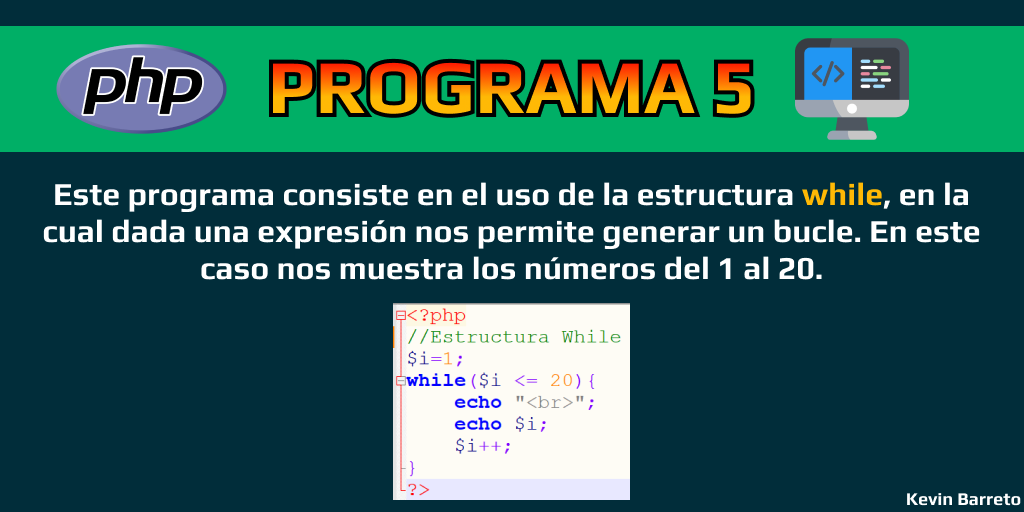 php
PROGRAMA 5
</>
Este programa consiste en el uso de la estructura while, en la
cual dada una expresión nos permite generar un bucle. En este
caso nos muestra los números del 1 al 20.
<?php
//Estructura While
$i=1;
while($i <= 20){
    echo "<br>";
    echo $i;
    $i++;
}
?>
Kevin Barreto